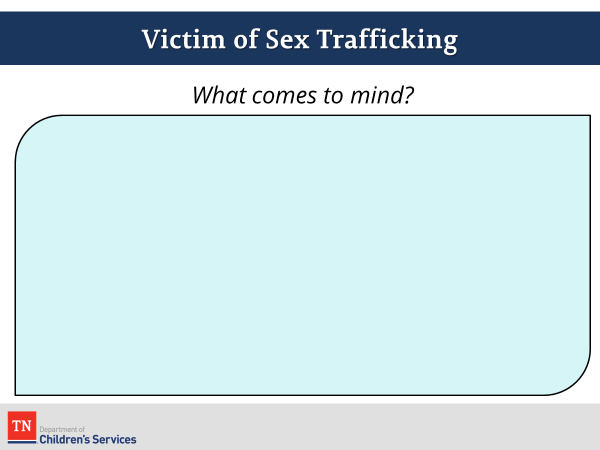 Victim of Sex Trafficking
What comes to mind?
TN
Department of
Children's Services